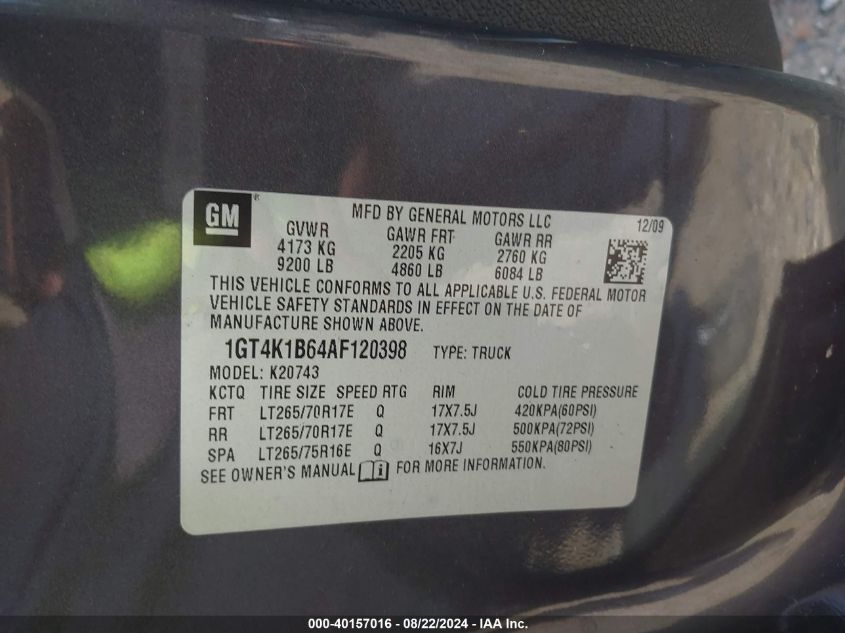 GM®
MFD BY GENERAL MOTORS LLC 12/09
GVWR GAWR FRT GAWR RR
4173 KG 2205 KG 2760 KG
9200 LB 4860 LB 6084 LB
THIS VEHICLE CONFORMS TO ALL APPLICABLE U.S. FEDERAL MOTOR
VEHICLE SAFETY STANDARDS IN EFFECT ON THE DATE OF
MANUFACTURE SHOWN ABOVE.
1GT4K1B64AF120398 TYPE: TRUCK
MODEL: K20743
KCTQ TIRE SIZE SPEED RTG RIM COLD TIRE PRESSURE
FRT LT265/70R17E Q 17X7.5J 420KPA(60PSI)
RR LT265/70R17E Q 17X7.5J 500KPA(72PSI)
SPA LT265/75R16E Q 16X7J 550KPA(80PSI)
SEE OWNER'S MANUAL i FOR MORE INFORMATION.
000-40157016 - 08/22/2024 - IAA Inc.